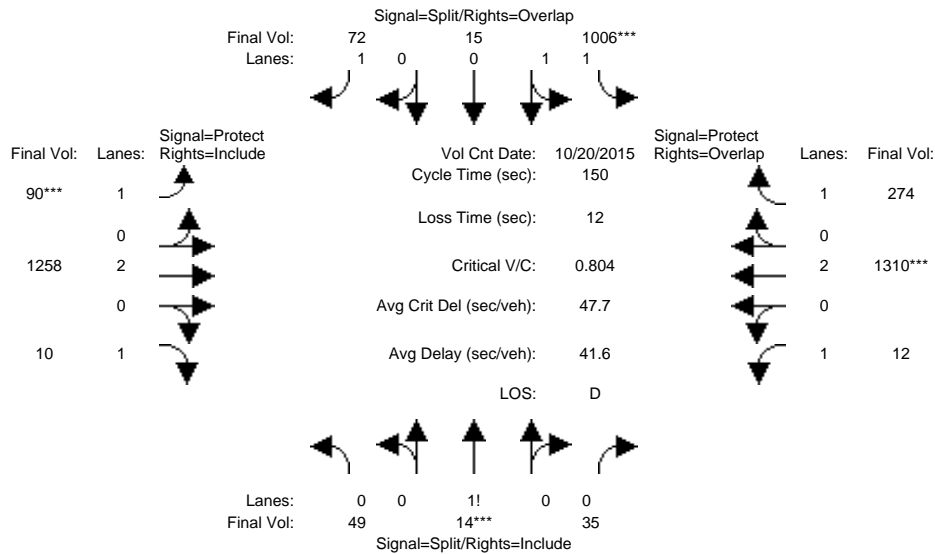 Signal=Split/Rights=Overlap
Final Vol: 72 15 1006***
Lanes: 1 0 0 1 1
Signal=Protect Signal=Protect
Final Vol: Lanes: Rights=Include Vol Cnt Date: 10/20/2015 Rights=Overlap Lanes: Final Vol:
Cycle Time (sec): 150
90*** 1 1 274
Loss Time (sec): 12
0 0
1258 2 Critical V/C: 0.804 2 1310***
0 Avg Crit Del (sec/veh): 47.7 0
10 1 Avg Delay (sec/veh): 41.6 1 12
LOS: D
Lanes: 0 0 1! 0 0
Final Vol: 49 14*** 35
Signal=Split/Rights=Include